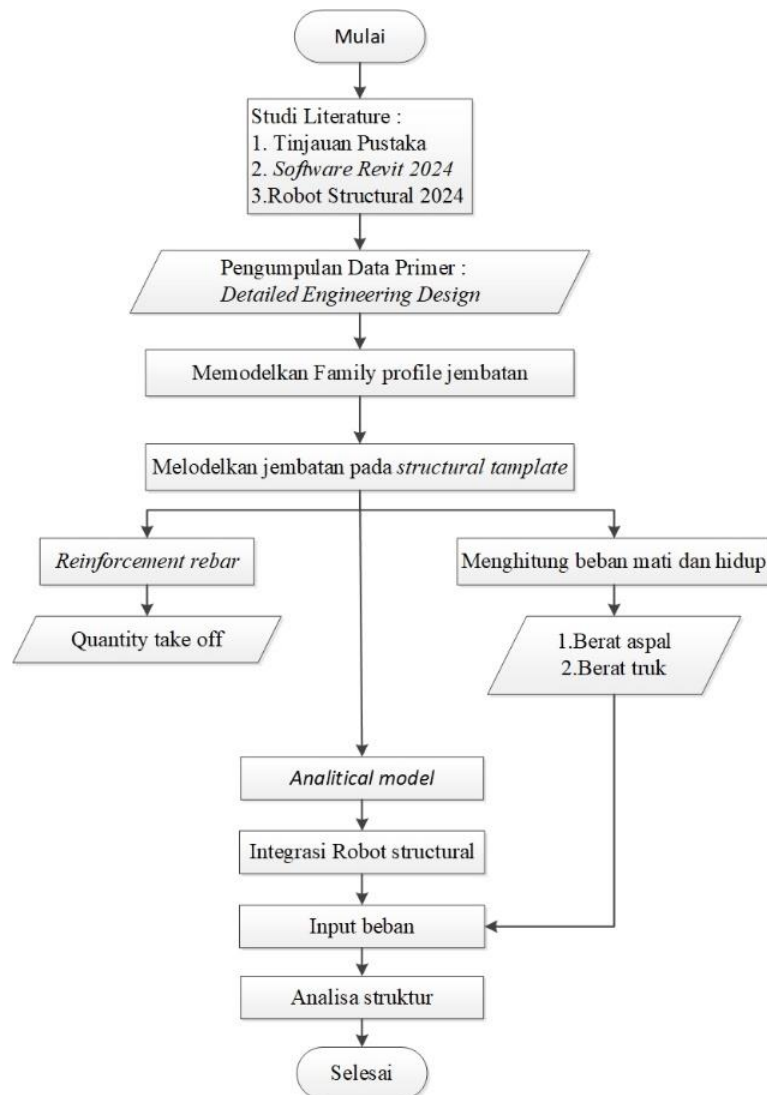 Mulai
Studi Literature :
1. Tinjauan Pustaka
2. Software Revit 2024
3.Robot Structural 2024
Pengumpulan Data Primer :
Detailed Engineering Design
Memodelkan Family profile jembatan
Melodelkan jembatan pada structural tamplate
Reinforcement rebar
Menghitung beban mati dan hidup
Quantity take off
1.Berat aspal
2.Berat truk
Analitical model
Integrasi Robot structural
Input beban
Analisa struktur
Selesai